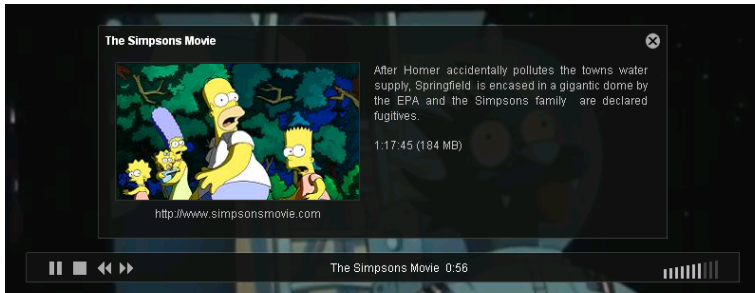 The Simpsons Movie
After Homer accidentally pollutes the towns water
supply, Springfield is encased in a gigantic dome by
the EPA and the Simpsons family are declared
fugitives.
1:17:45 (184 MB)
http://www.simpsonsmovie.com
The Simpsons Movie 0:56